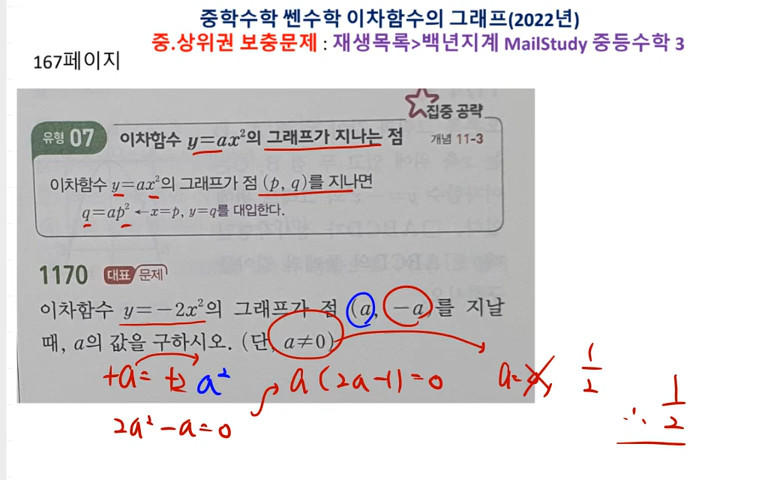 중학수학 쎈수학 이차함수의 그래프(2022년)
중.상위권 보충문제 : 재생목록>백년지계 MailStudy 중등수학 3
167페이지
집중 공략
유형 07 이차함수 y=ax²의 그래프가 지나는 점 개념 11-3
이차함수 y=ax²의 그래프가 점 (p, q)를 지나면
q=ap² ←x=p, y=q를 대입한다.
1170 대표 문제
이차함수 y=-2x²의 그래프가 점 (a, -a)를 지날
때, a의 값을 구하시오. (단, a≠0)
+a=+2a² a(2a-1)=0 a=0, 1/2
2a²-a=0
∴ 1/2